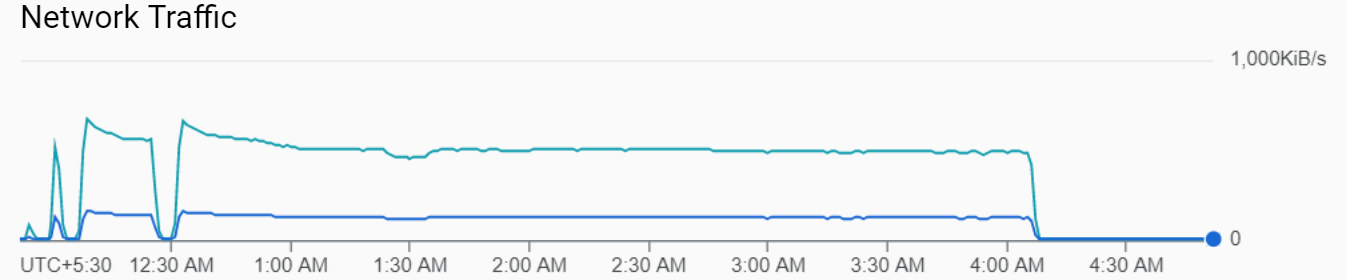 Network Traffic
1,000KiB/s
0
UTC+5:30 12:30 AM 1:00 AM 1:30 AM 2:00 AM 2:30 AM 3:00 AM 3:30 AM 4:00 AM 4:30 AM